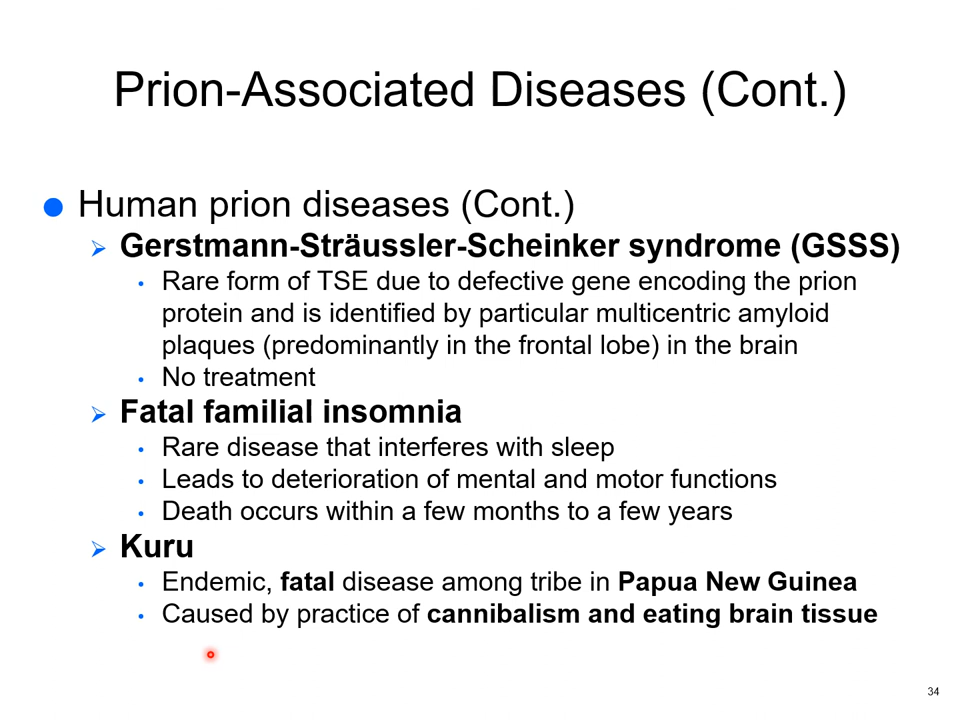 Prion-Associated Diseases (Cont.)
Human prion diseases (Cont.)
Gerstmann-Sträussler-Scheinker syndrome (GSSS)
Rare form of TSE due to defective gene encoding the prion
protein and is identified by particular multicentric amyloid
plaques (predominantly in the frontal lobe) in the brain
No treatment
Fatal familial insomnia
Rare disease that interferes with sleep
Leads to deterioration of mental and motor functions
Death occurs within a few months to a few years
Kuru
Endemic, fatal disease among tribe in Papua New Guinea
Caused by practice of cannibalism and eating brain tissue
34